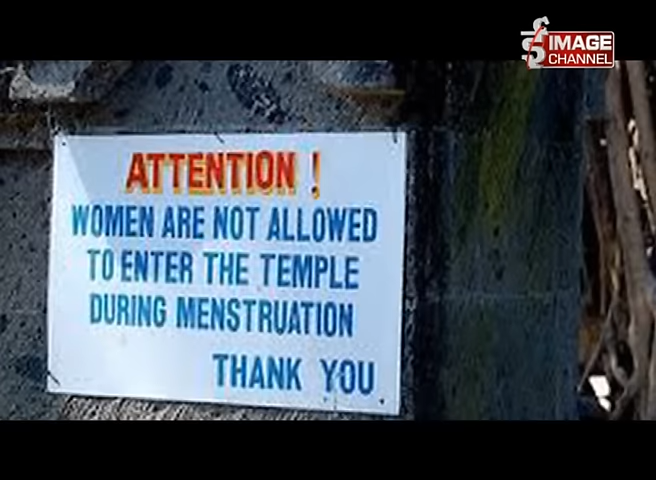 IMAGE
CHANNEL
ATTENTION !
WOMEN ARE NOT ALLOWED
TO ENTER THE TEMPLE
DURING MENSTRUATION
THANK YOU